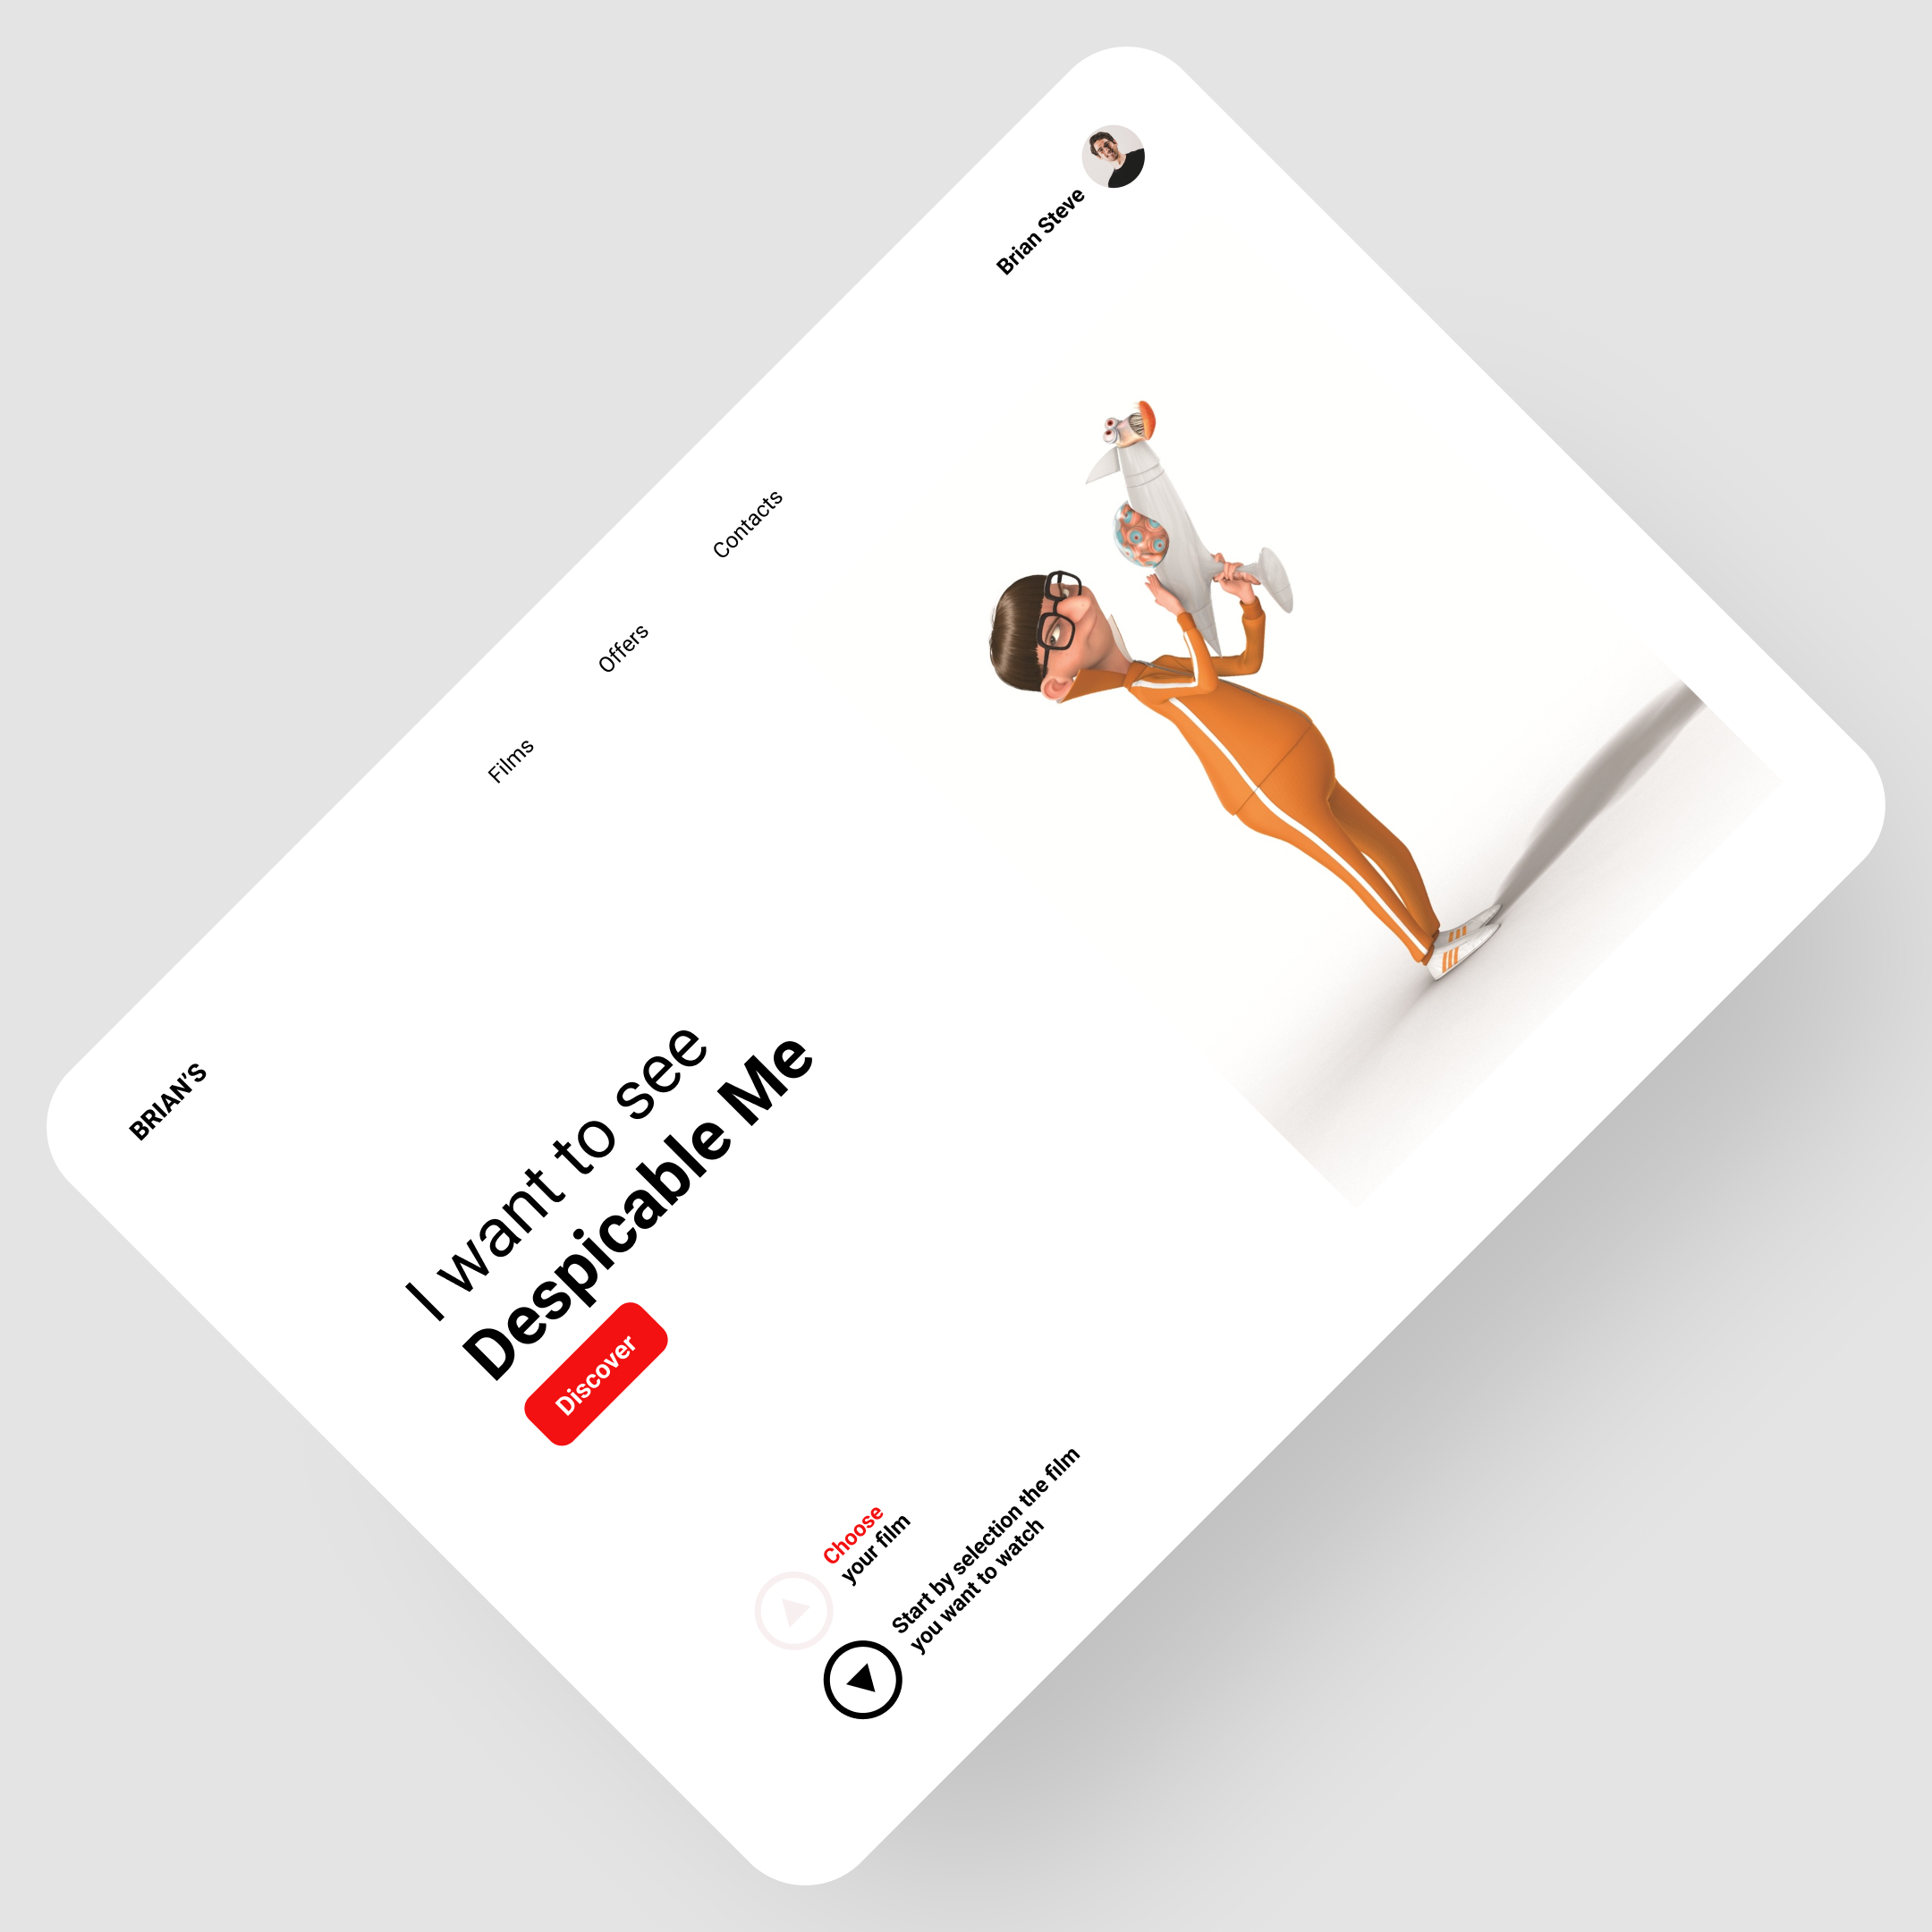 BRIAN'S
Films
Offers
Contacts
Brian Steve
I want to see
Despicable Me
Discover
Choose
your film
Start by selection the film
you want to watch